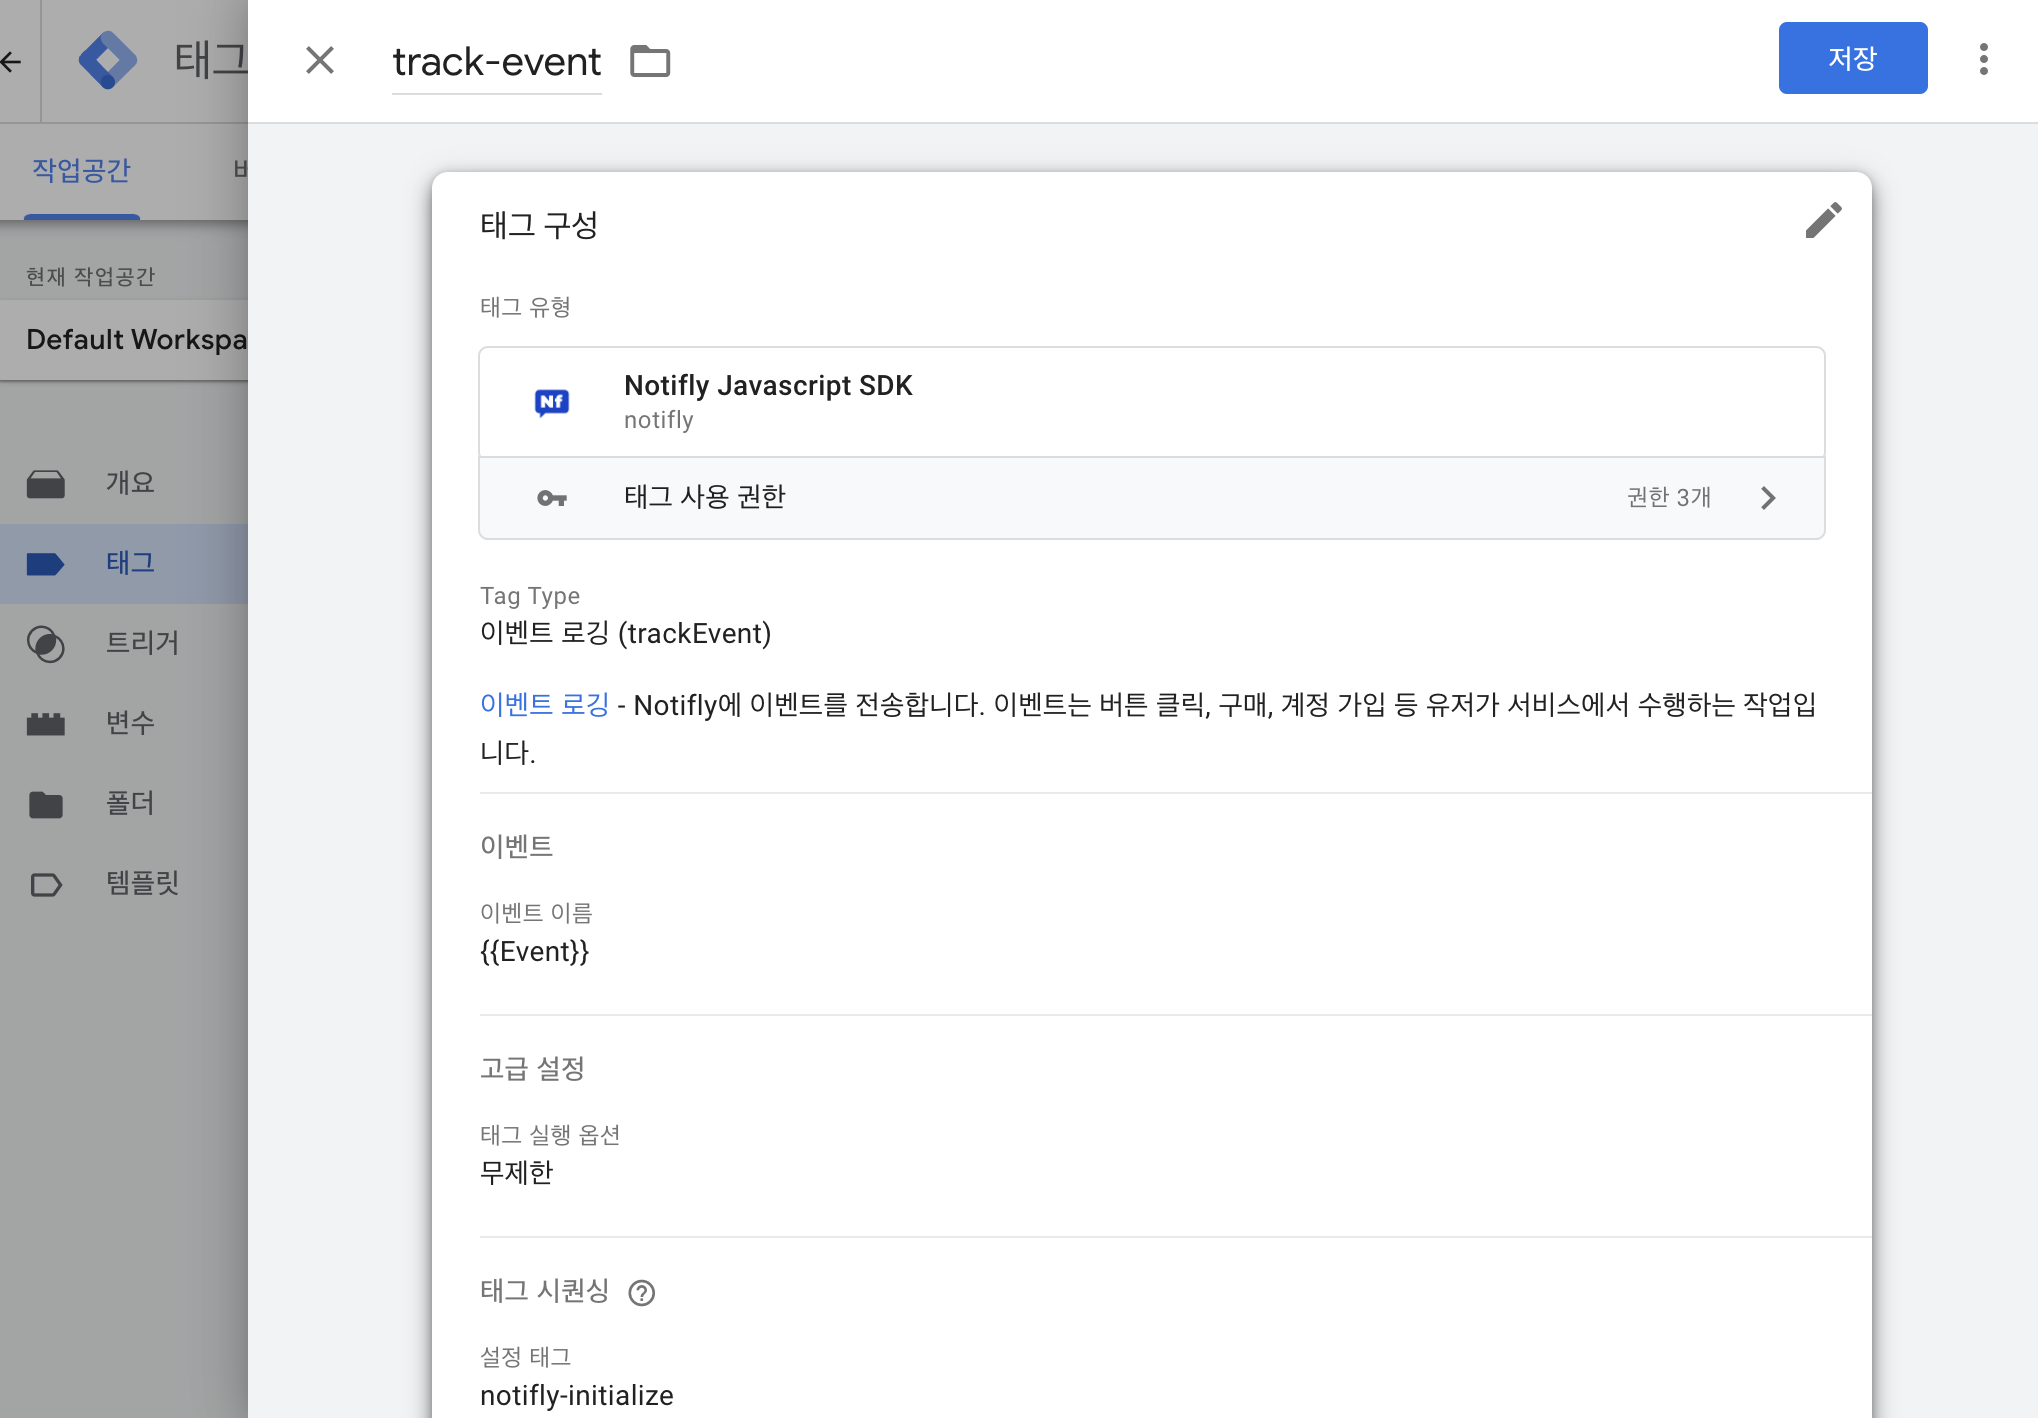 태그
track-event
저장
작업공간
현재 작업공간
Default Workspa
개요
태그
트리거
변수
폴더
템플릿
태그 구성
태그 유형
Nf
Notifly Javascript SDK
notifly
태그 사용 권한
권한 3개
Tag Type
이벤트 로깅 (trackEvent)
이벤트 로깅 - Notifly에 이벤트를 전송합니다. 이벤트는 버튼 클릭, 구매, 계정 가입 등 유저가 서비스에서 수행하는 작업입
니다.
이벤트
이벤트 이름
{{Event}}
고급 설정
태그 실행 옵션
무제한
태그 시퀀싱
설정 태그
notifly-initialize